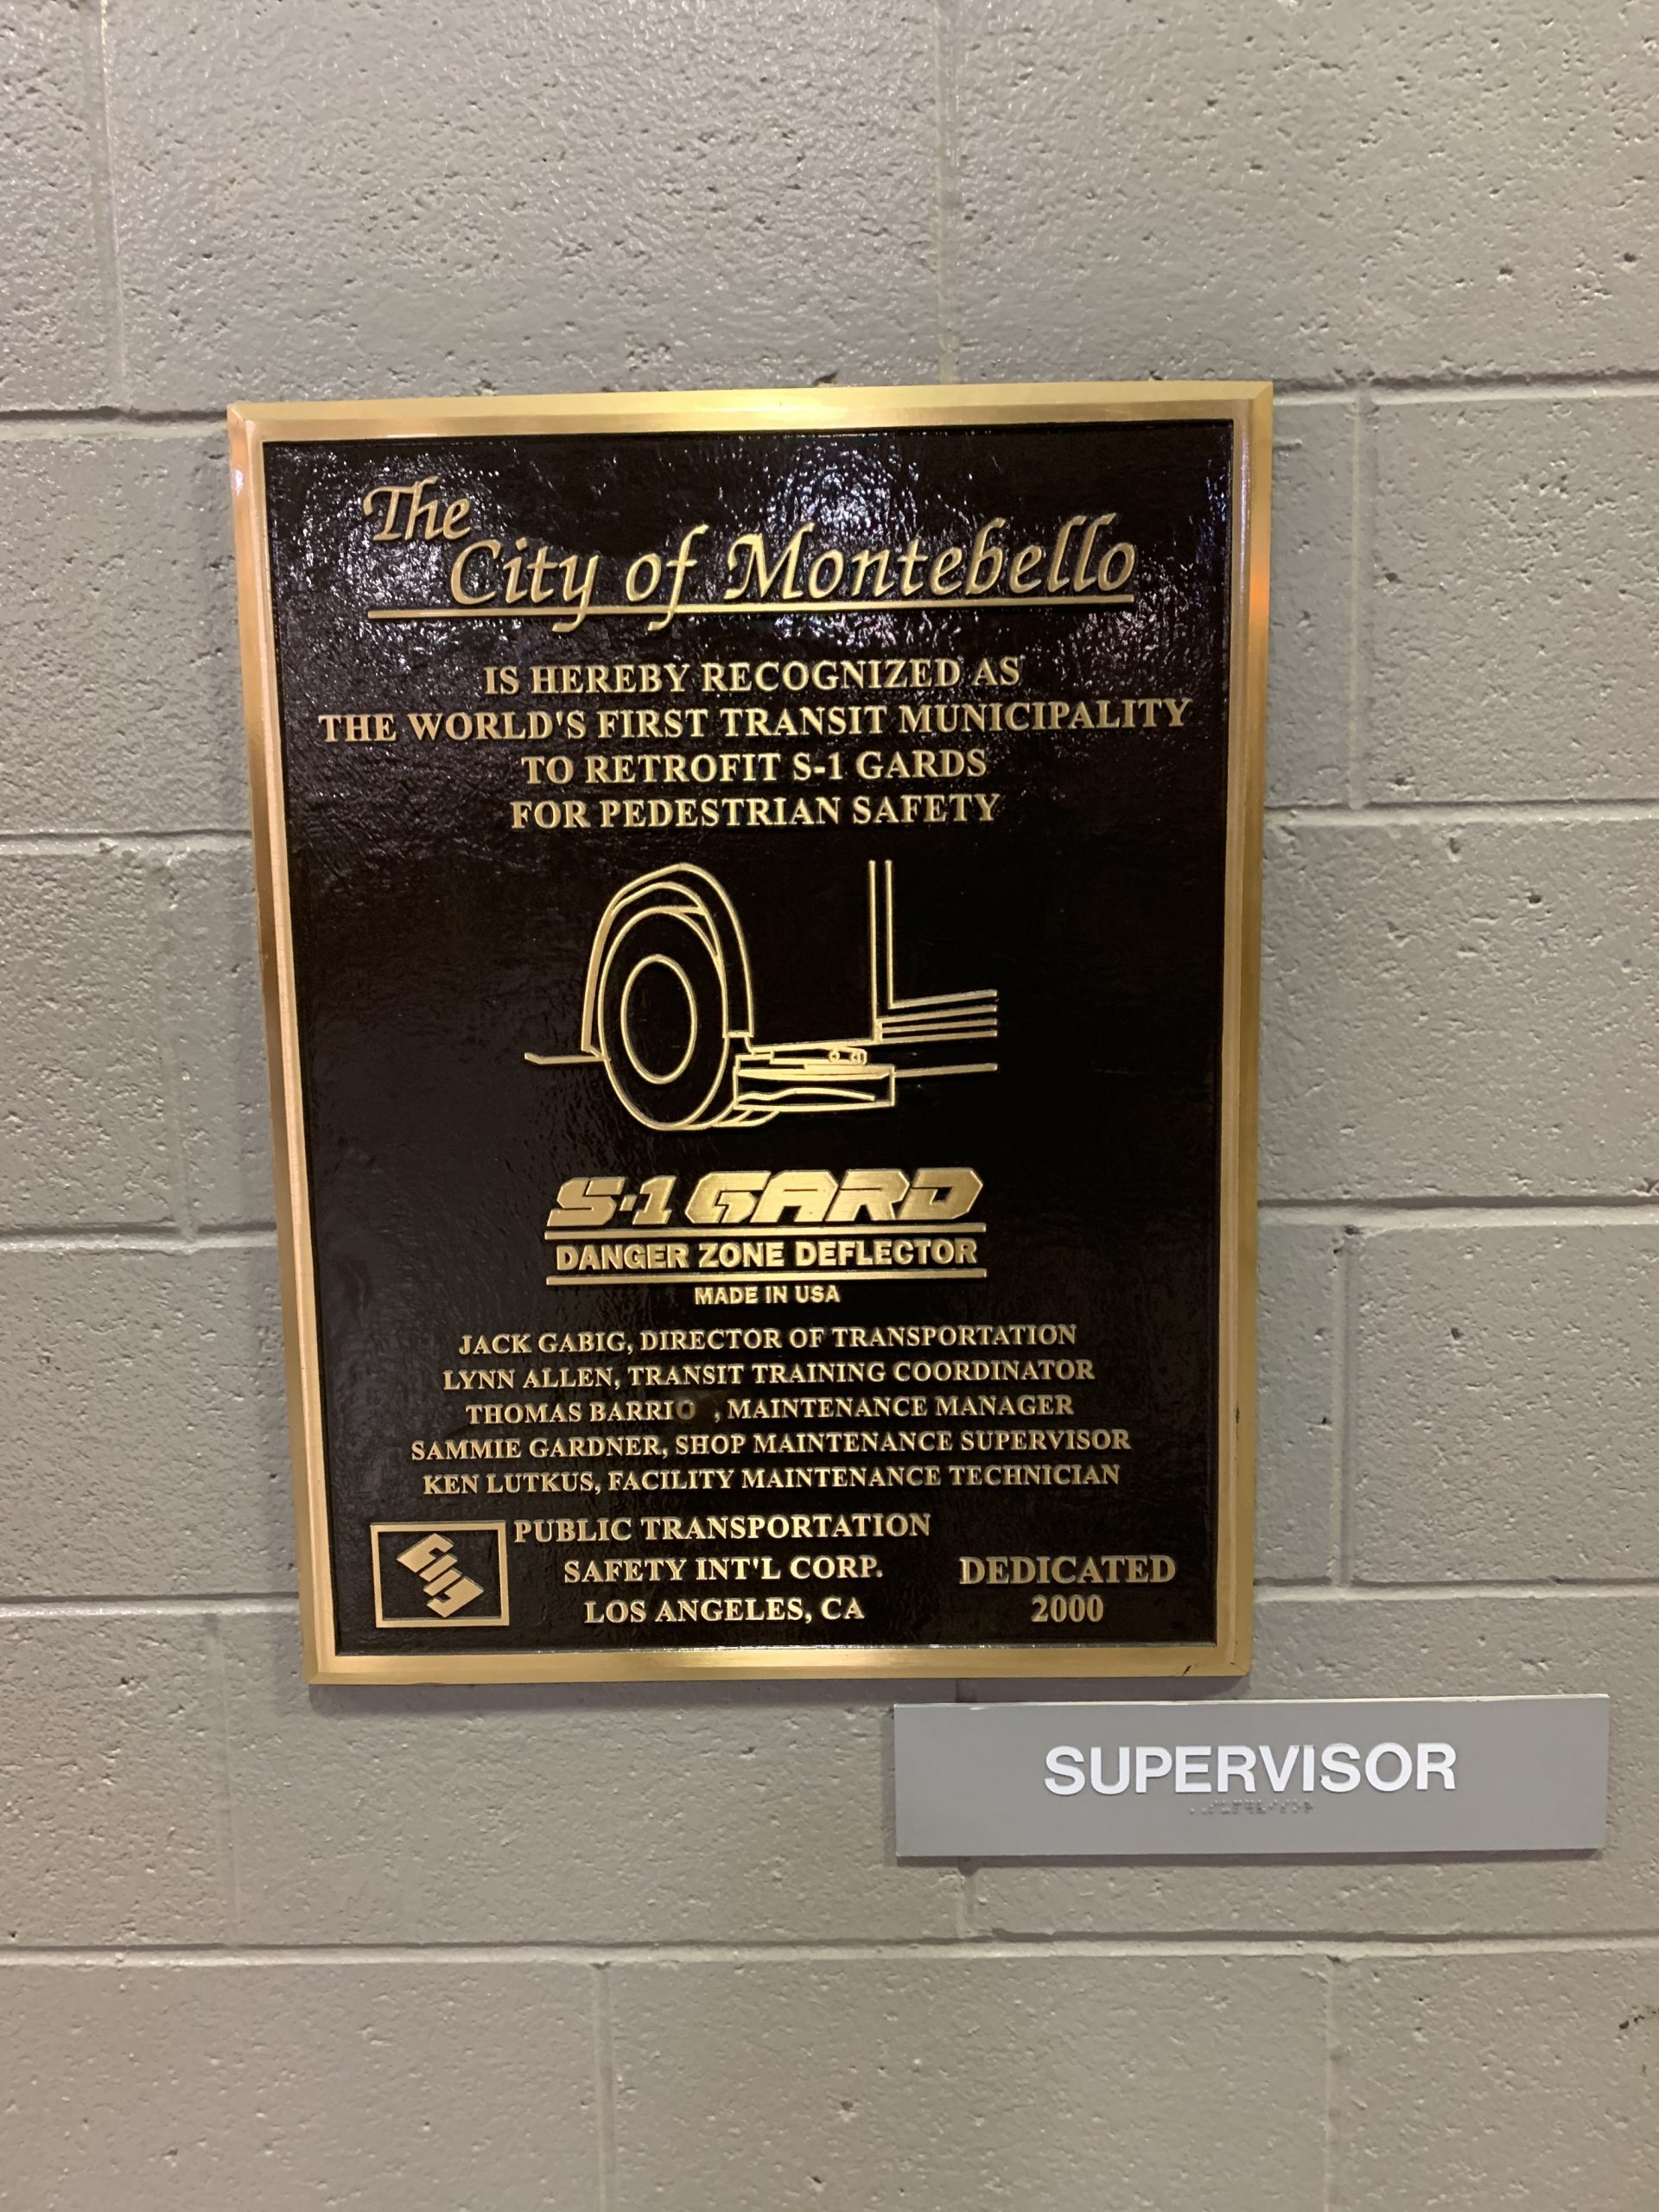 The
City of Montebello
IS HEREBY RECOGNIZED AS
THE WORLD'S FIRST TRANSIT MUNICIPALITY
TO RETROFIT S-1 GARDS
FOR PEDESTRIAN SAFETY
S-1 GARD
DANGER ZONE DEFLECTOR
MADE IN USA
JACK GABIG, DIRECTOR OF TRANSPORTATION
LYNN ALLEN, TRANSIT TRAINING COORDINATOR
THOMAS BARRIO , MAINTENANCE MANAGER
SAMMIE GARDNER, SHOP MAINTENANCE SUPERVISOR
KEN LUTKUS, FACILITY MAINTENANCE TECHNICIAN
PUBLIC TRANSPORTATION
SAFETY INT'L CORP.
LOS ANGELES, CA
DEDICATED
2000
SUPERVISOR